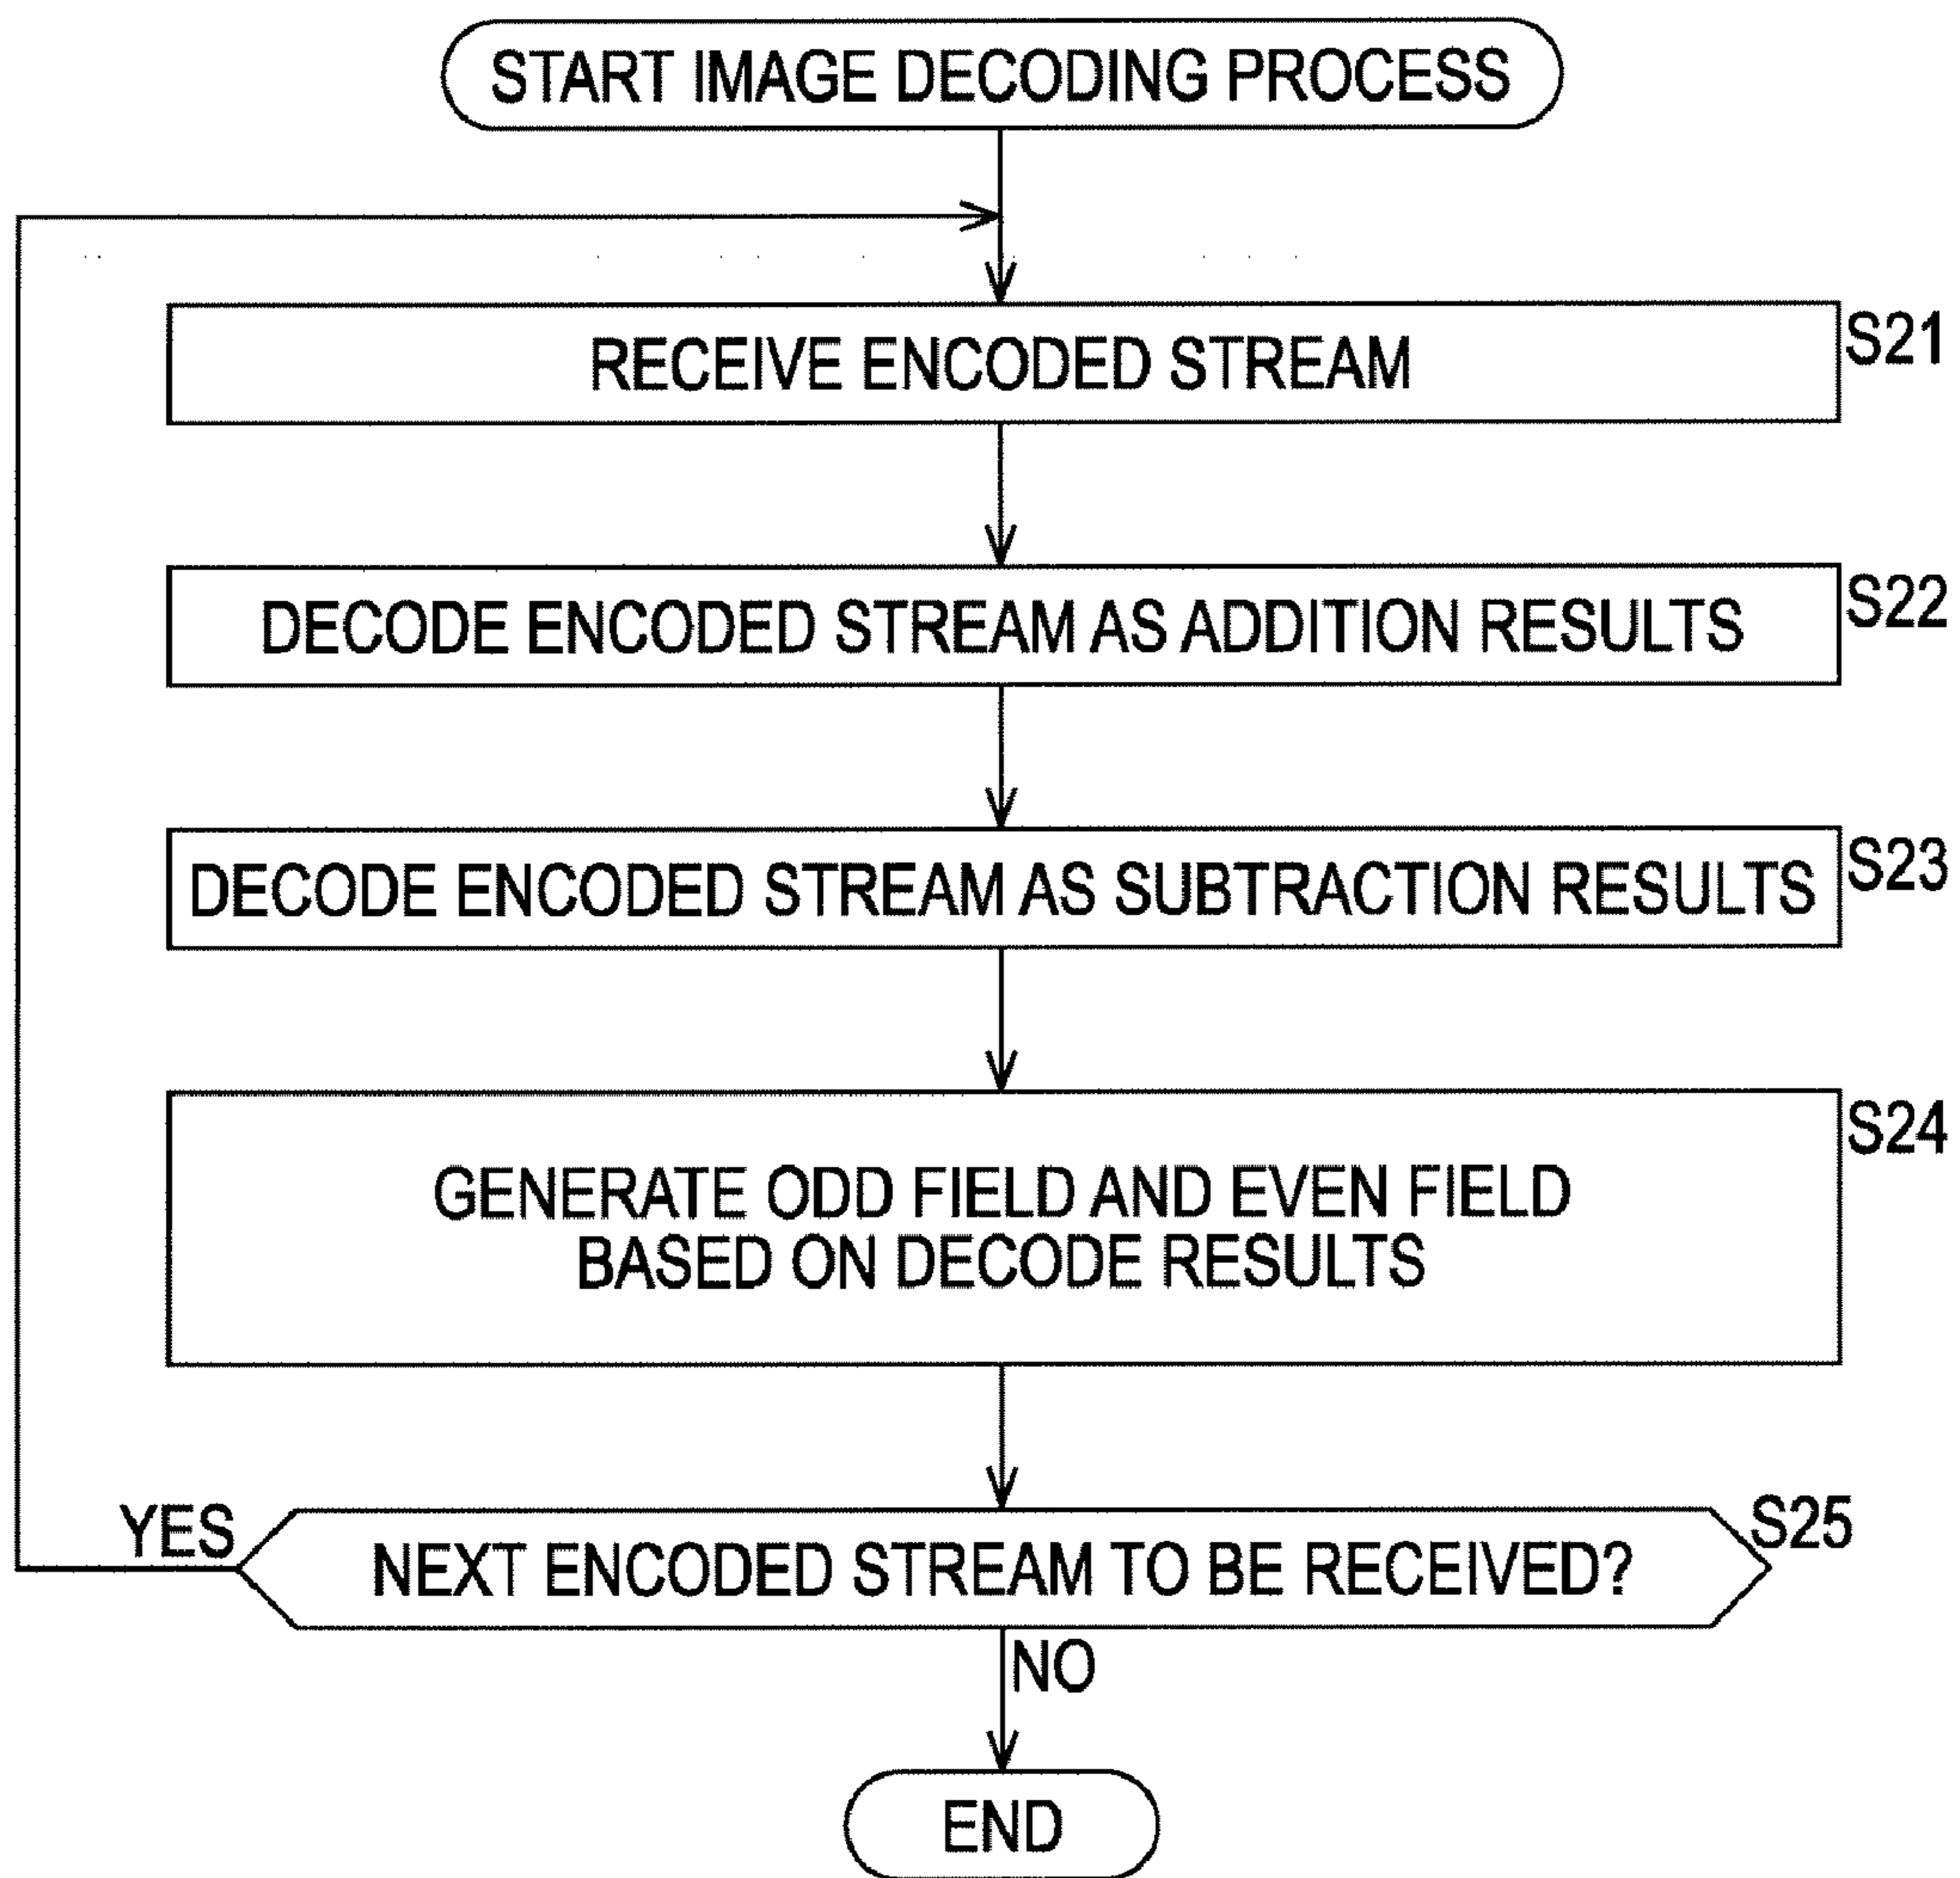 START IMAGE DECODING PROCESS
RECEIVE ENCODED STREAM
S21
DECODE ENCODED STREAM AS ADDITION RESULTS
S22
DECODE ENCODED STREAM AS SUBTRACTION RESULTS
S23
GENERATE ODD FIELD AND EVEN FIELD
BASED ON DECODE RESULTS
S24
YES
NEXT ENCODED STREAM TO BE RECEIVED?
S25
NO
END